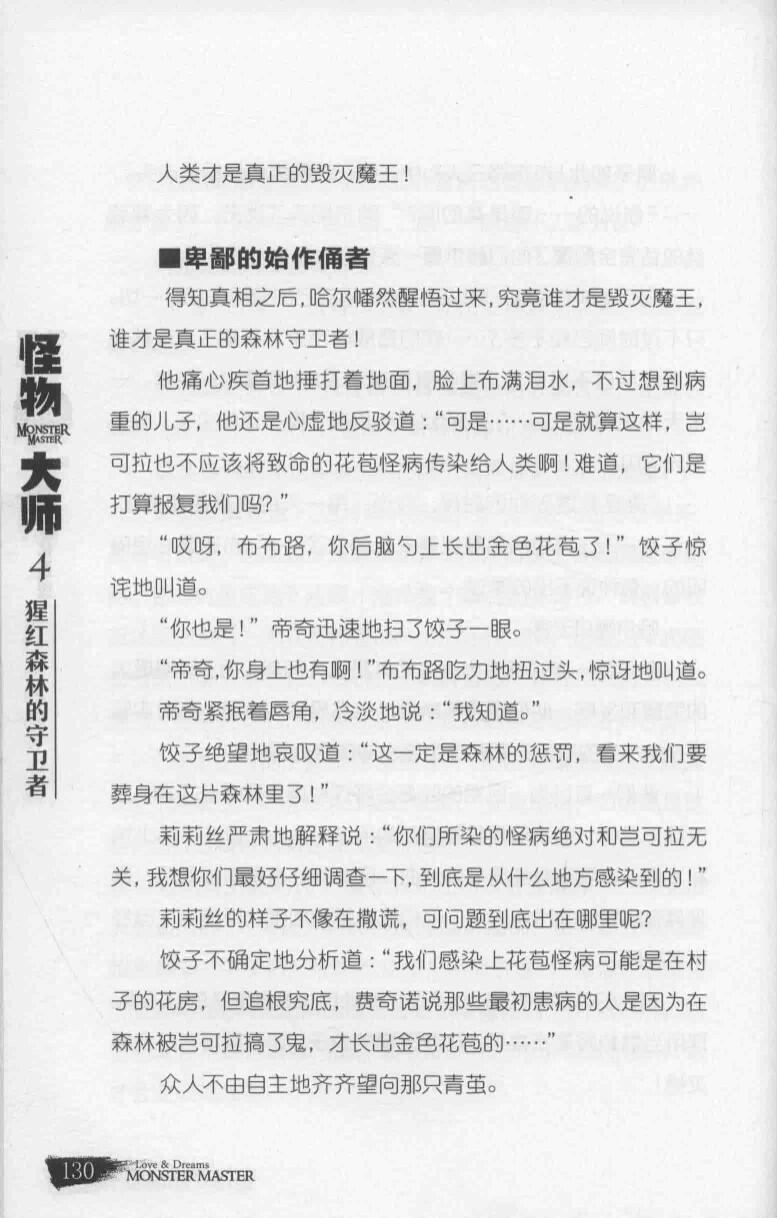 人类才是真正的毁灭魔王！
■卑鄙的始作俑者
得知真相之后，哈尔幡然醒悟过来，究竟谁才是毁灭魔王，
谁才是真正的森林守卫者！
他痛心疾首地捶打着地面，脸上布满泪水，不过想到病
重的儿子，他还是心虚地反驳道：“可是……可是就算这样，岂
可拉也不应该将致命的花苞怪病传染给人类啊！难道，它们是
打算报复我们吗？”
“哎呀，布布路，你后脑勺上长出金色花苞了！”饺子惊
诧地叫道。
“你也是！”帝奇迅速地扫了饺子一眼。
“帝奇，你身上也有啊！”布布路吃力地扭过头，惊讶地叫道。
帝奇紧抿着唇角，冷淡地说：“我知道。”
饺子绝望地哀叹道：“这一定是森林的惩罚，看来我们要
葬身在这片森林里了！”
莉莉丝严肃地解释说：“你们所染的怪病绝对和岂可拉无
关，我想你们最好仔细调查一下，到底是从什么地方感染到的！”
莉莉丝的样子不像在撒谎，可问题到底出在哪里呢？
饺子不确定地分析道：“我们感染上花苞怪病可能是在村
子的花房，但追根究底，费奇诺说那些最初患病的人是因为在
森林被岂可拉搞了鬼，才长出金色花苞的……”
众人不由自主地齐齐望向那只青茧。
怪物
MONSTER
MASTER
大师
4
猩红森林的守卫者
130
Love & Dreams
MONSTER MASTER